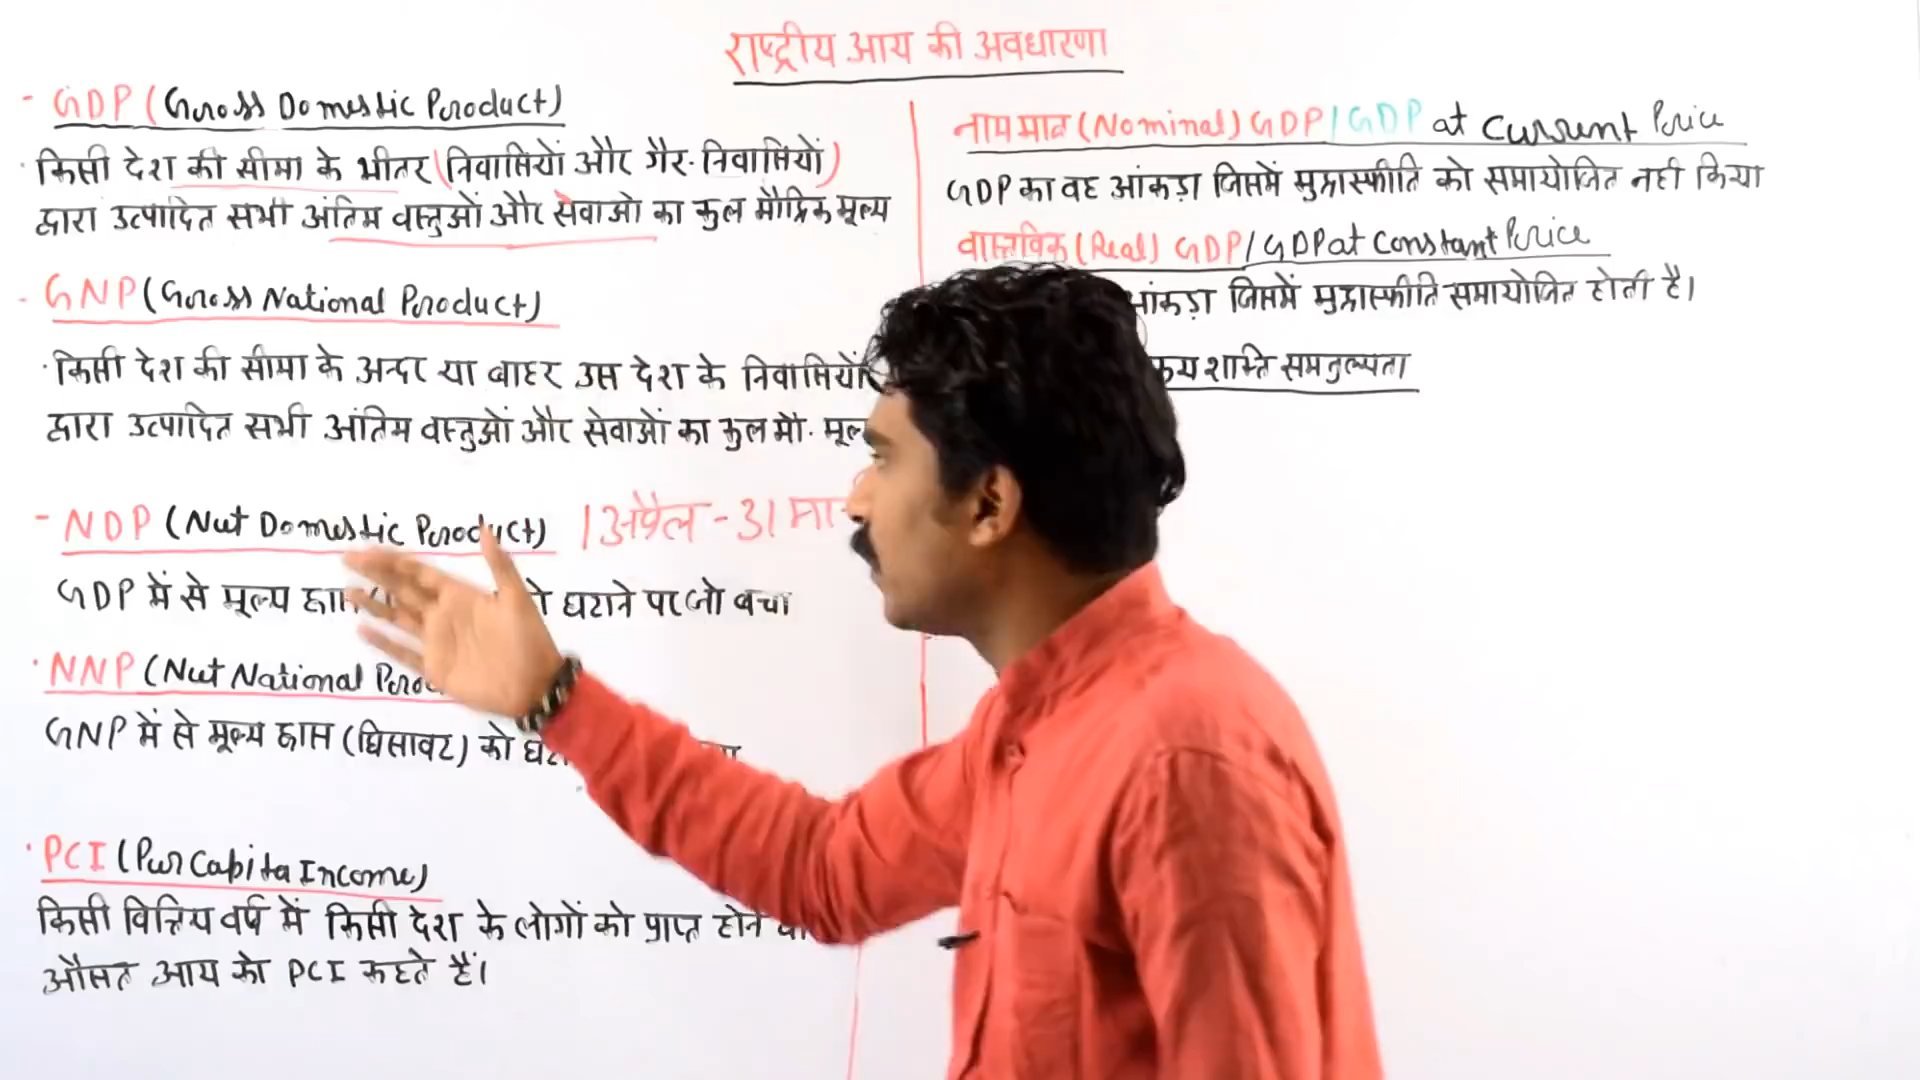 राष्ट्रीय आय की अवधारणा
- GDP (Gross Domestic Product)
· किसी देश की सीमा के भीतर (निवासियों और गैर-निवासियों)
द्वारा उत्पादित सभी अंतिम वस्तुओं और सेवाओ का कुल मौद्रिक मूल्य
- GNP (Gross National Product)
· किसी देश की सीमा के अन्दर या बाहर उस देश के निवासियों
द्वारा उत्पादित सभी अंतिम वस्तुओं और सेवाओं का कुल मौ. मूल्
- NDP (Net Domestic Product) 1 अप्रैल - 31 मा
GDP में से मूल्य ह्रास घटाने पर जो बचा
· NNP (Net National
GNP में से मूल्य ह्रास (घिसावट) को
· PCI (Per Capita Income)
किसी वित्तिय वर्ष में किसी देश के लोगों को प्राप्त होने
औसत आय को PCI कहते हैं।
नाममात्र (Nominal) GDP / GDP at Current Price
GDP का वह आंकड़ा जिसमें मुद्रास्फीति को समायोजित नही किया
वास्तविक (Real) GDP / GDP at Constant Price
आंकड़ा जिसमें मुद्रास्फीति समायोजित होती है।
क्रय शक्ति समतुल्यता